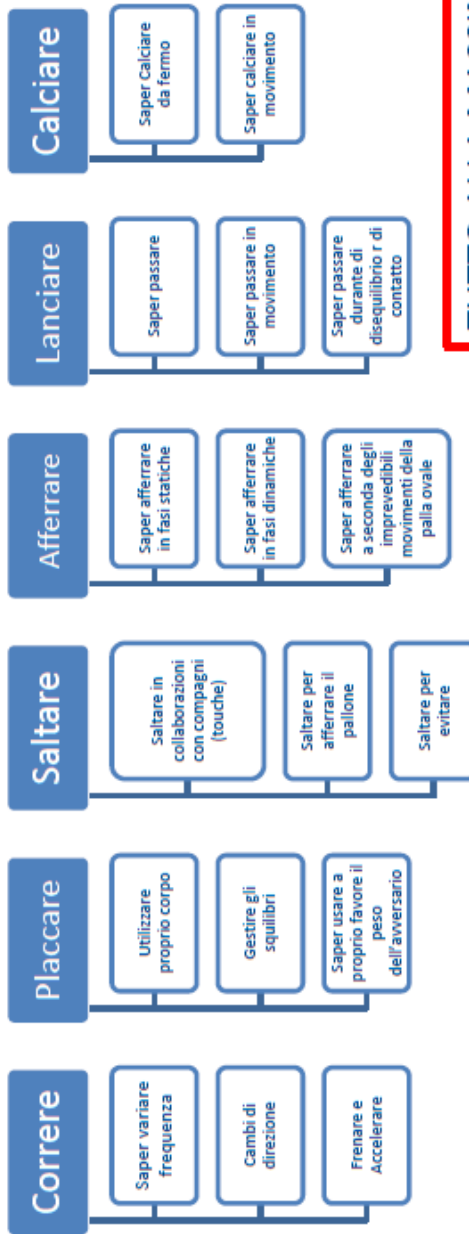 Correre
Saper variare
frequenza
Cambi di
direzione
Frenare e
Accelerare
Placcare
Utilizzare
proprio corpo
Gestire gli
squilibri
Saper usare a
proprio favore il
peso
dell'avversario
Saltare
Saltare in
collaborazioni
con compagni
(touche)
Saltare per
afferrare il
pallone
Saltare per
evitare
Afferrare
Saper afferrare
in fasi statiche
Saper afferrare
in fasi dinamiche
Saper afferrare
a seconda degli
imprevedibili
movimenti della
palla ovale
Lanciare
Saper passare
Saper passare in
movimento
Saper passare
durante di
disequilibrio r di
contatto
Calciare
Saper Calciare
da fermo
Saper calciare in
movimento